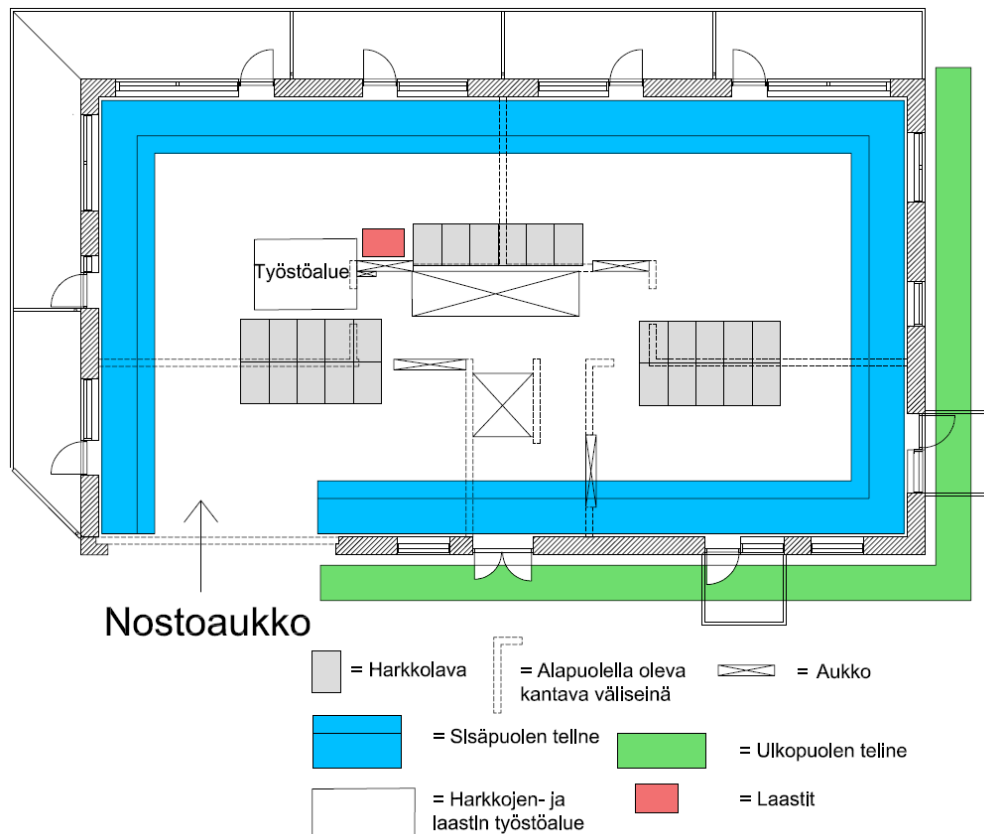 Työstöalue
Nostoaukko
= Harkkolava
= Alapuolella oleva
kantava väliseinä
= Aukko
= SIsäpuolen tellne
= Ulkopuolen teline
= Harkkojen- ja
laastIn työstöalue
= Laastit